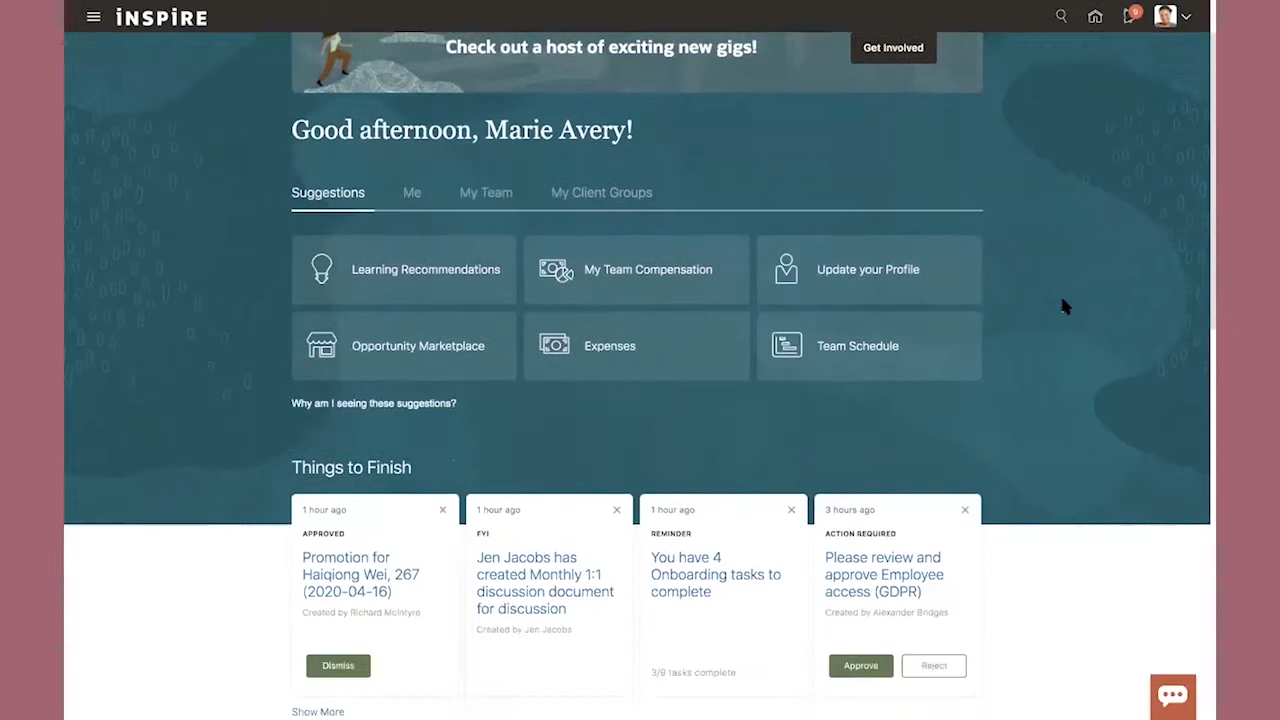 iNSPiRE
9
Check out a host of exciting new gigs!
Get Involved
Good afternoon, Marie Avery!
Suggestions
Me
My Team
My Client Groups
Learning Recommendations
My Team Compensation
Update your Profile
Opportunity Marketplace
Expenses
Team Schedule
Why am I seeing these suggestions?
Things to Finish
1 hour ago
APPROVED
Promotion for
Haiqiong Wei, 267
(2020-04-16)
Created by Richard McIntyro
Dismiss
1 hour ago
FYI
Jen Jacobs has
created Monthly 1:1
discussion document
for discussion
Created by Jen Jacobs
1 hour ago
REMINDER
You have 4
Onboarding tasks to
complete
3/9 tasks complete
3 hours ago
ACTION REQUIRED
Please review and
approve Employee
access (GDPR)
Created by Alexander Bridges
Approve
Reject
Show More